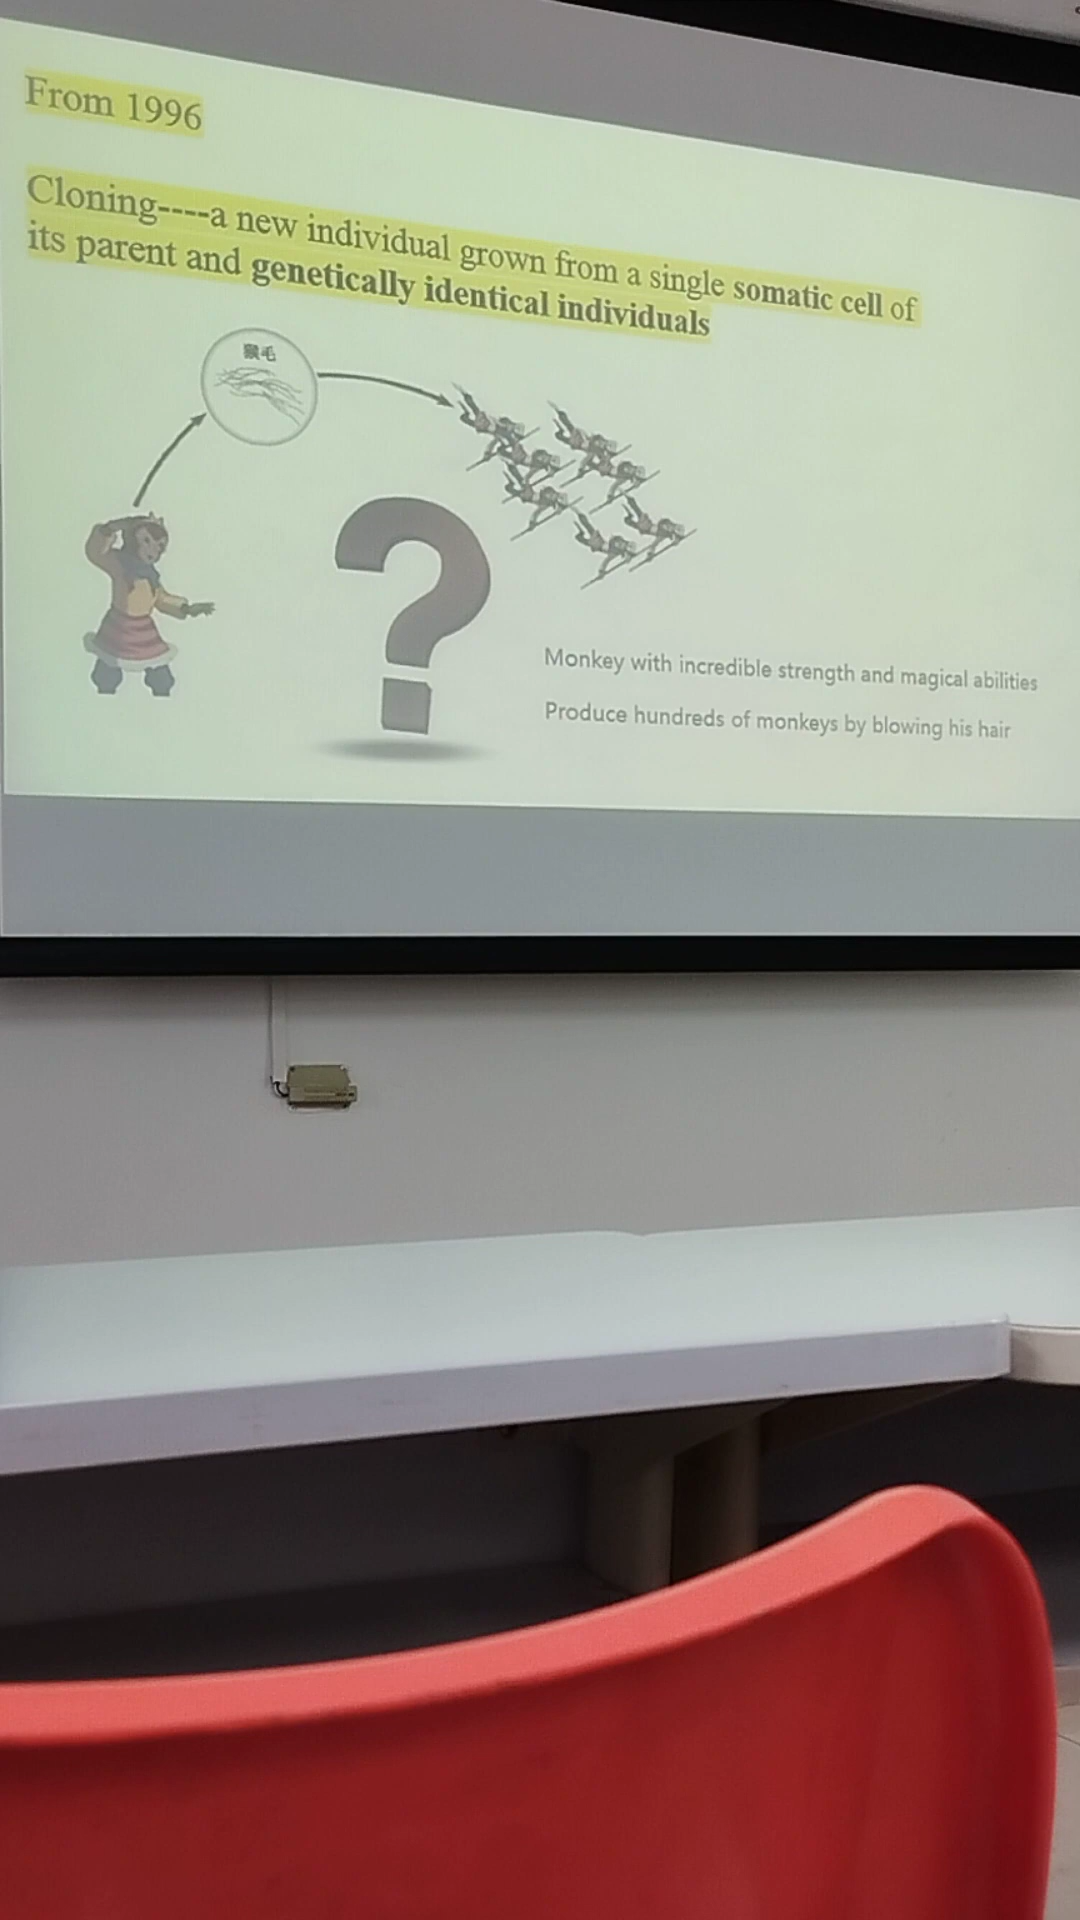 From 1996
Cloning----a new individual grown from a single somatic cell of
its parent and genetically identical individuals
猴毛
Monkey with incredible strength and magical abilities
Produce hundreds of monkeys by blowing his hair